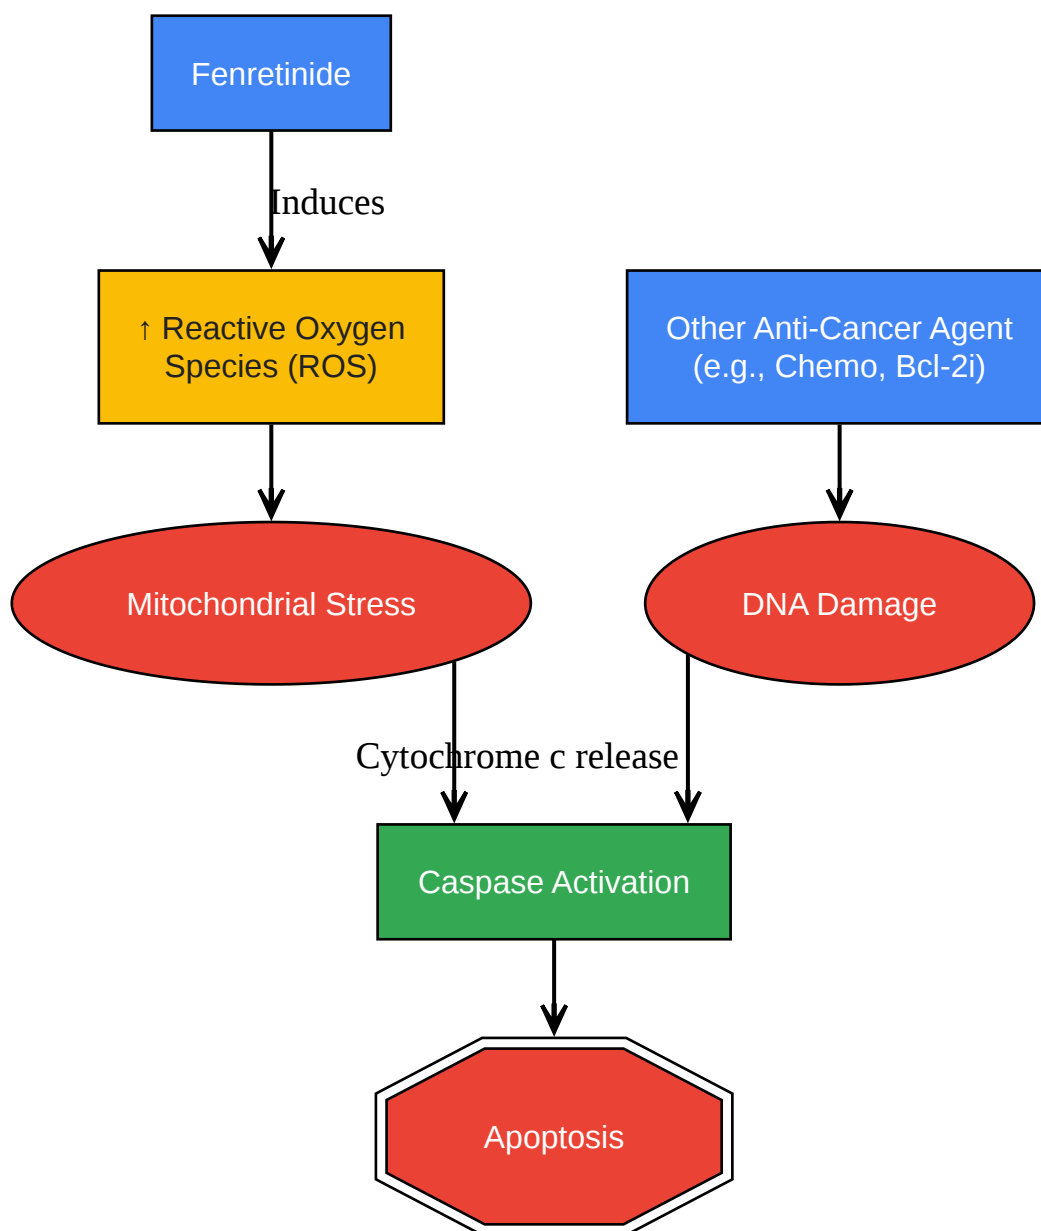 Fenretinide
Induces
↑ Reactive Oxygen
Species (ROS)
Other Anti-Cancer Agent
(e.g., Chemo, Bcl-2i)
Mitochondrial Stress
DNA Damage
Cytochrome c release
Caspase Activation
Apoptosis